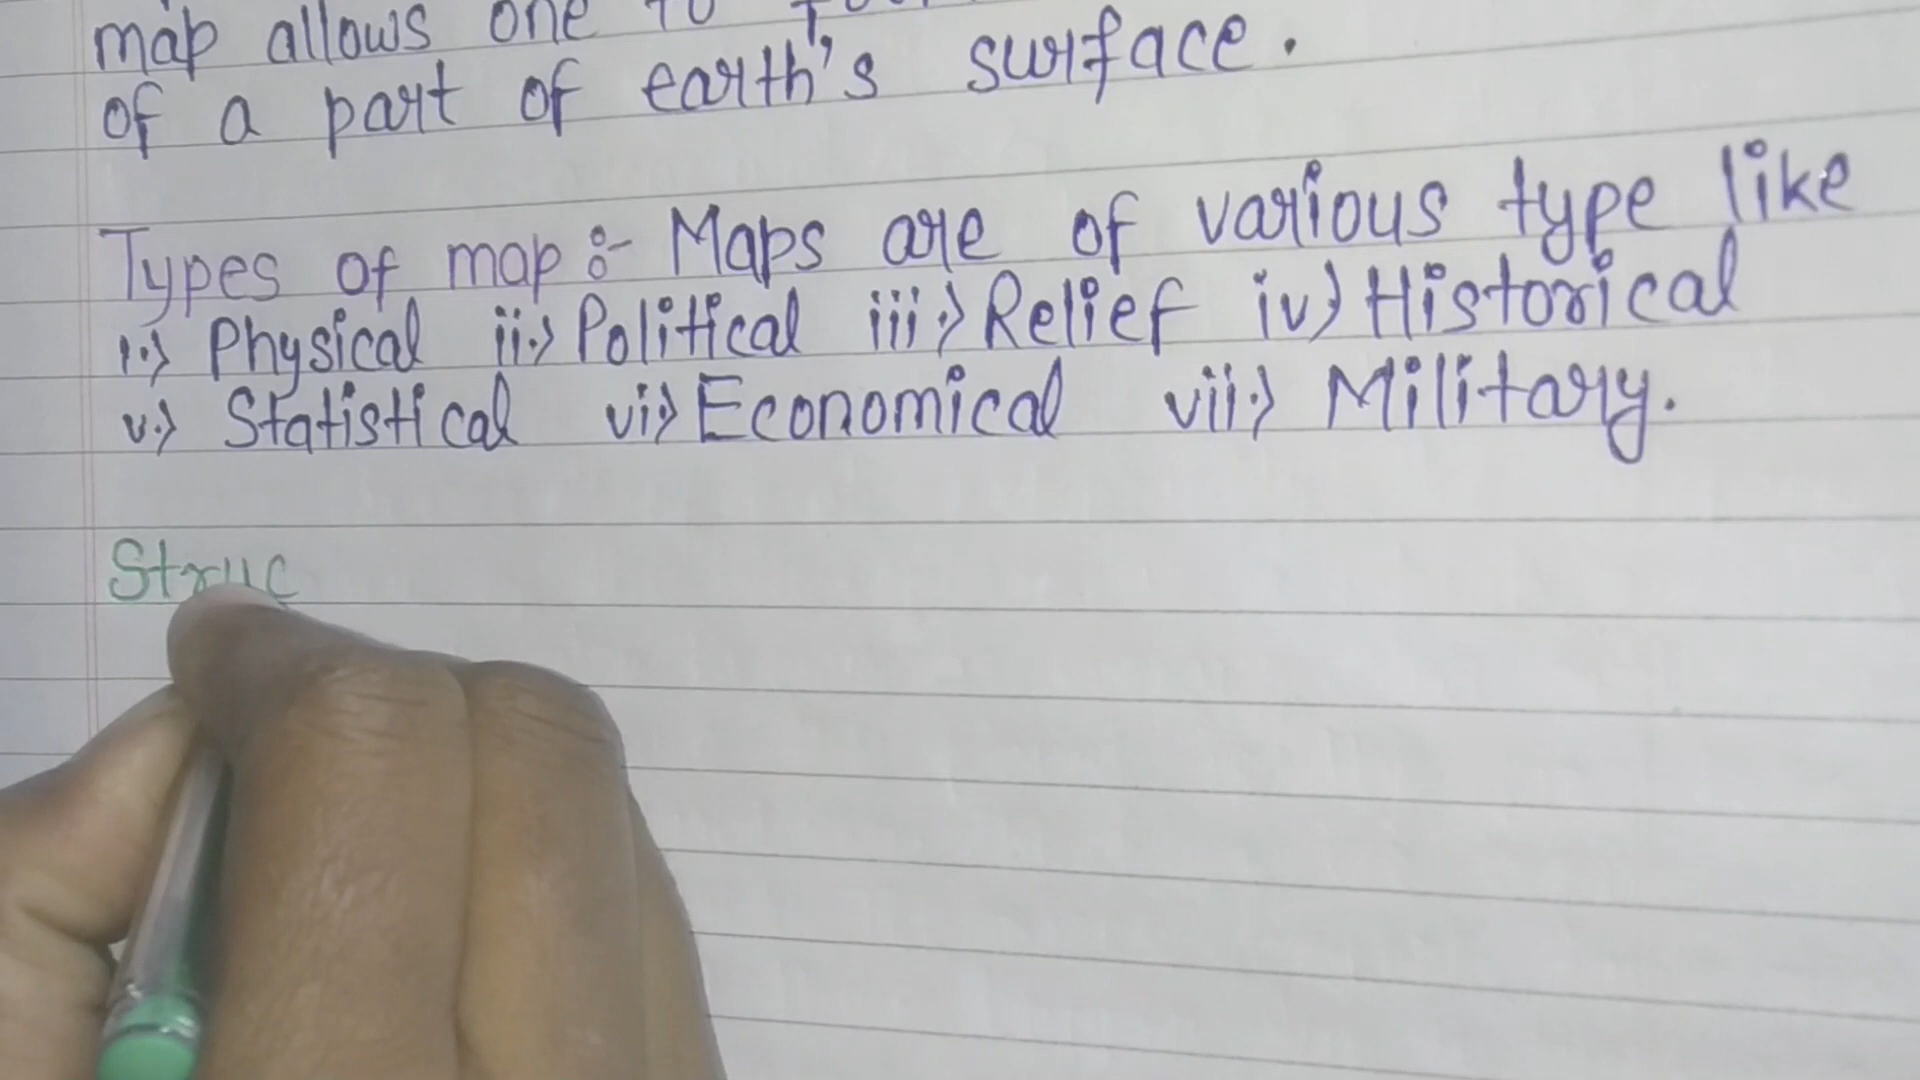 map allows one to
of a part of earth's surface.
Types of map :- Maps are of various type like
i.) Physical ii.) Political iii.) Relief iv) Historical
v.) Statistical vi) Economical vii.) Military.
Struc